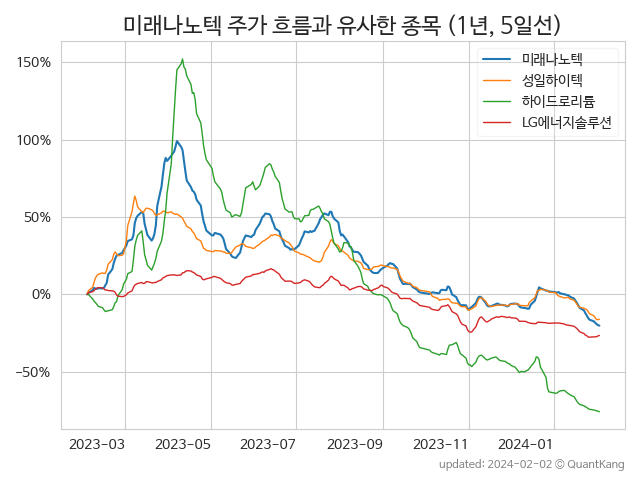 미래나노텍 주가 흐름과 유사한 종목 (1년, 5일선)
미래나노텍
성일하이텍
하이드로리튬
LG에너지솔루션
150%
100%
50%
0%
−50%
2023-03 2023-05 2023-07 2023-09 2023-11 2024-01
updated: 2024-02-02 © QuantKang